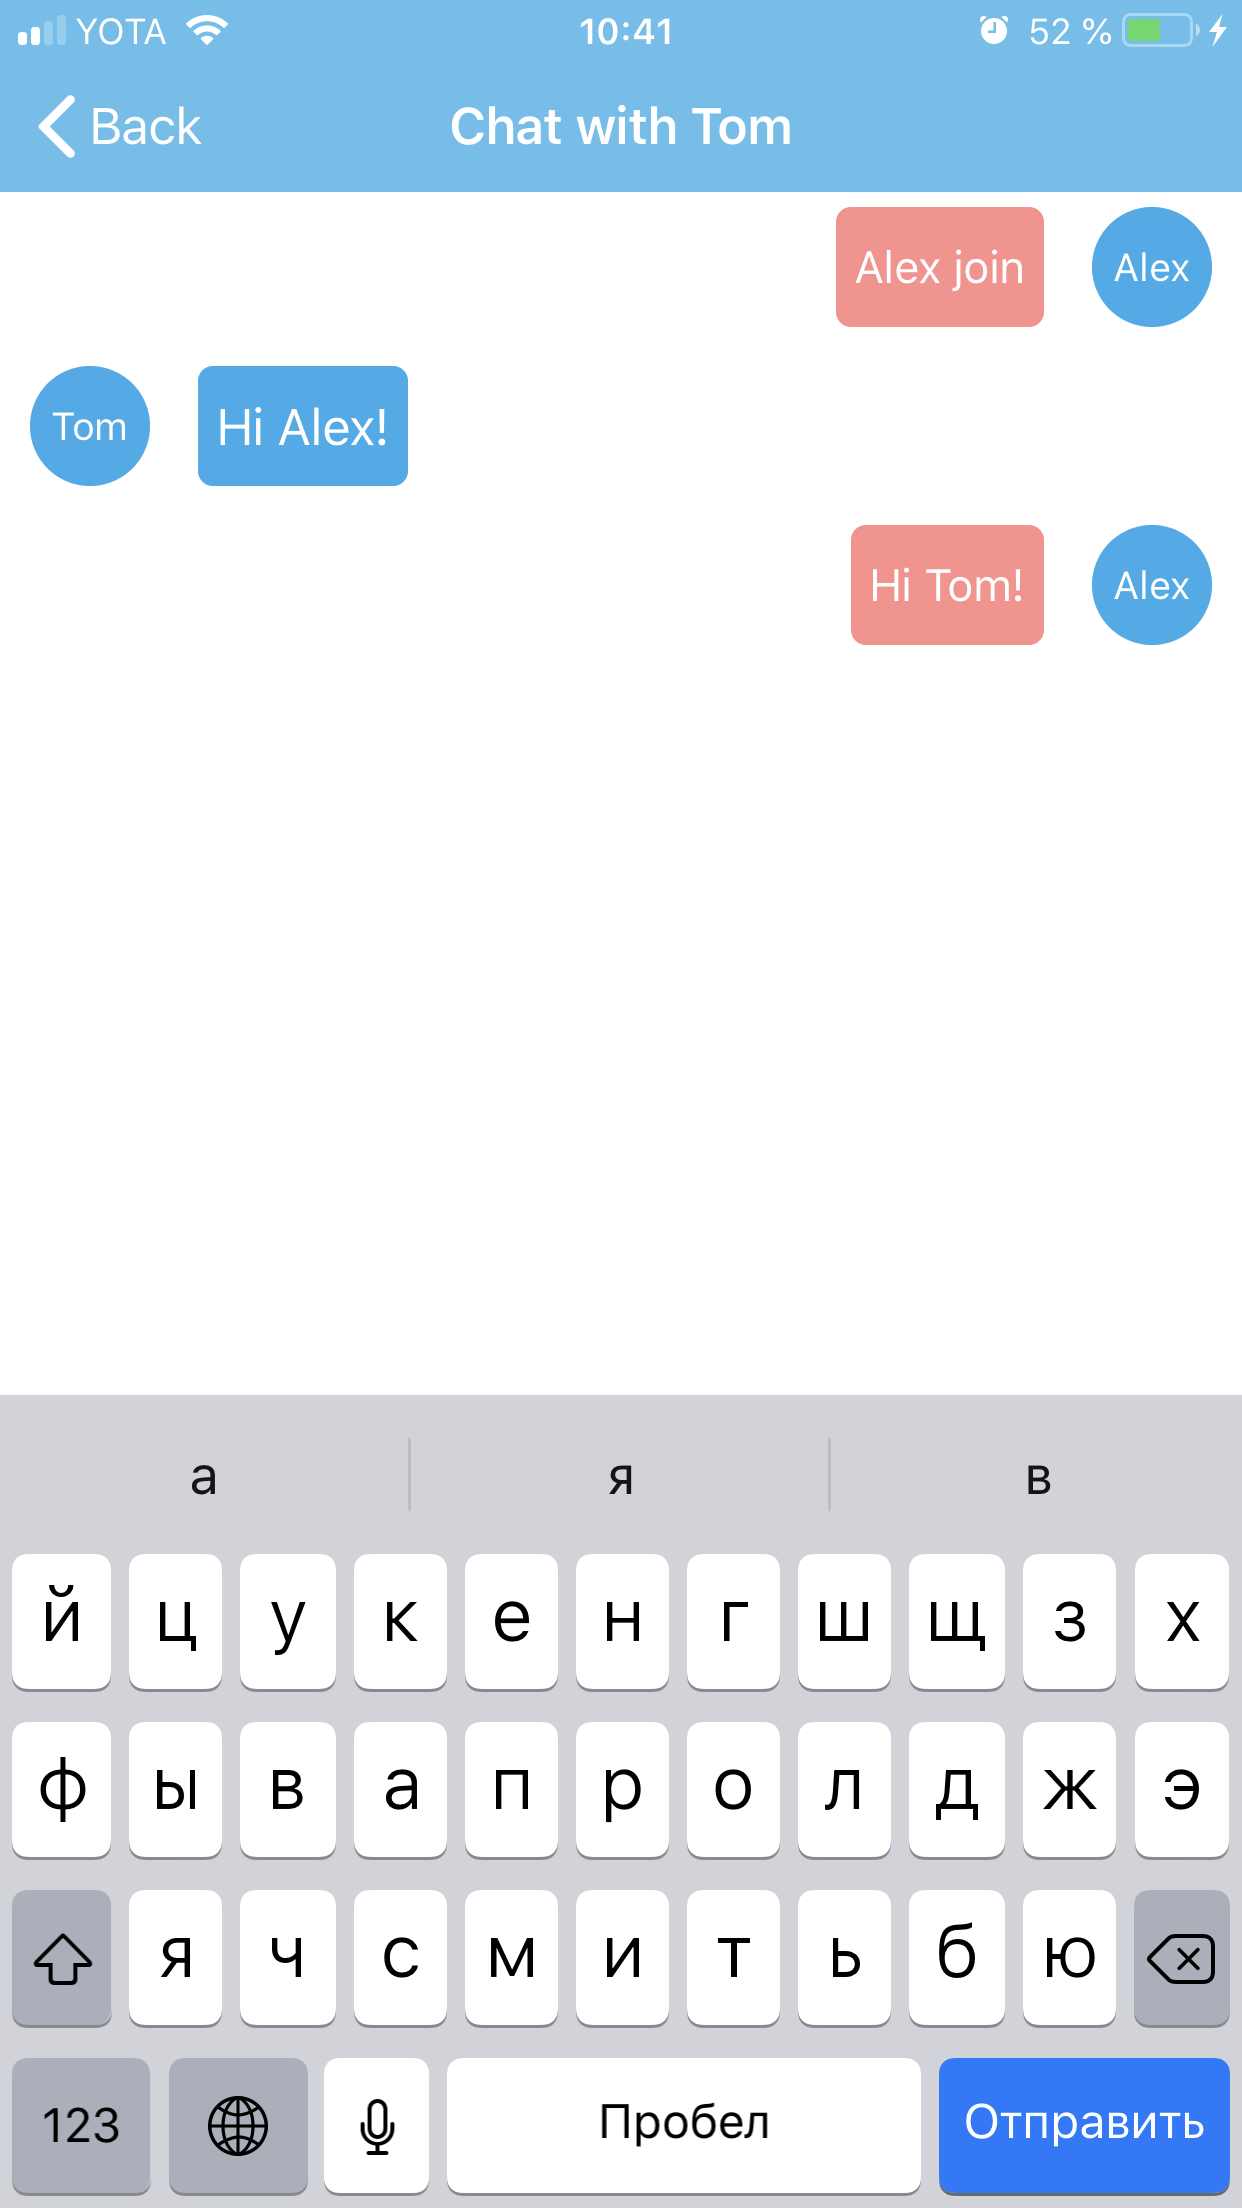 YOTA 10:41 52 %
Back Chat with Tom
Alex join Alex
Tom Hi Alex!
Hi Tom! Alex
а я в
й ц у к е н г ш щ з х
ф ы в а п р о л д ж э
я ч с м и т ь б ю
123 Пробел Отправить